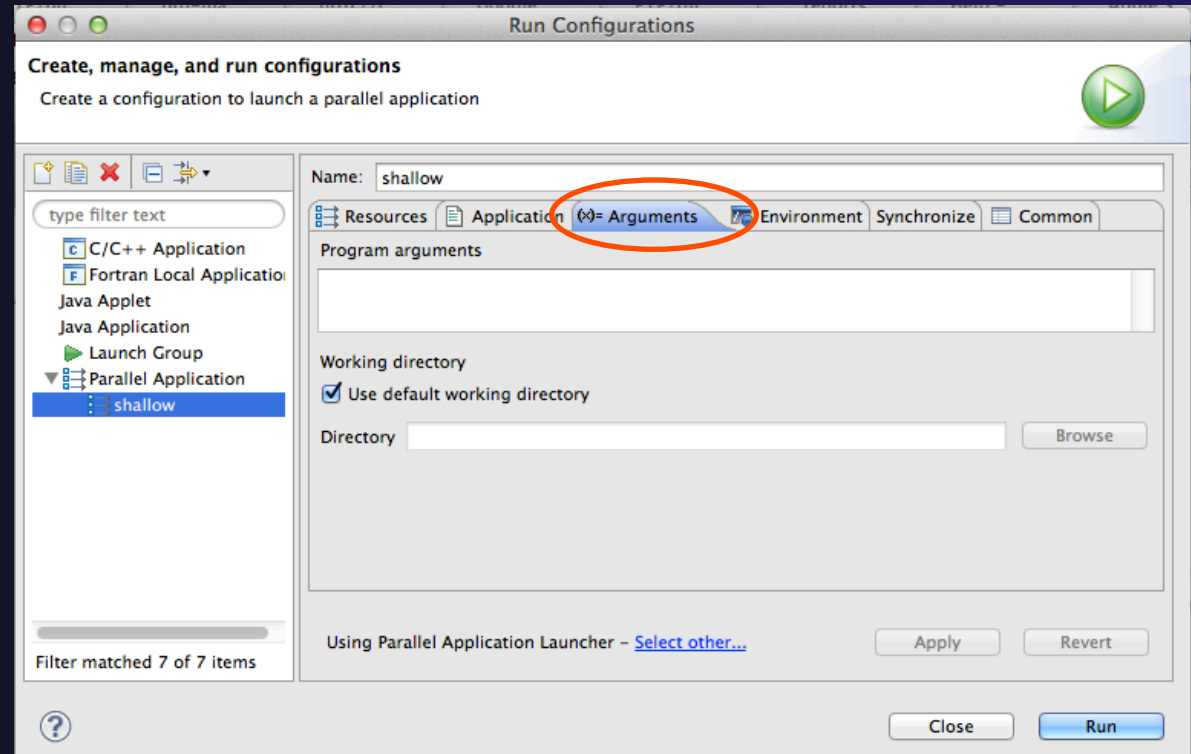 Run Configurations
Create, manage, and run configurations
Create a configuration to launch a parallel application
type filter text
C/C++ Application
Fortran Local Applicatio
Java Applet
Java Application
Launch Group
Parallel Application
shallow
Filter matched 7 of 7 items
Name: shallow
Resources Application (x)= Arguments Environment Synchronize Common
Program arguments
Working directory
Use default working directory
Directory Browse
Using Parallel Application Launcher – Select other...
Apply Revert
? Close Run